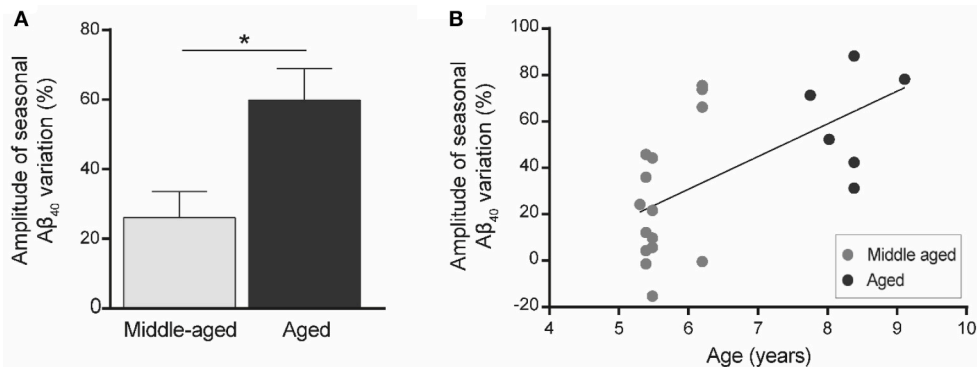 A
Amplitude of seasonal
Aβ40 variation (%)
80
60
40
20
0
*
Middle-aged
Aged
B
Amplitude of seasonal
Aβ40 variation (%)
100
80
60
40
20
0
-20
4
5
6
7
8
9
10
Age (years)
Middle aged
Aged